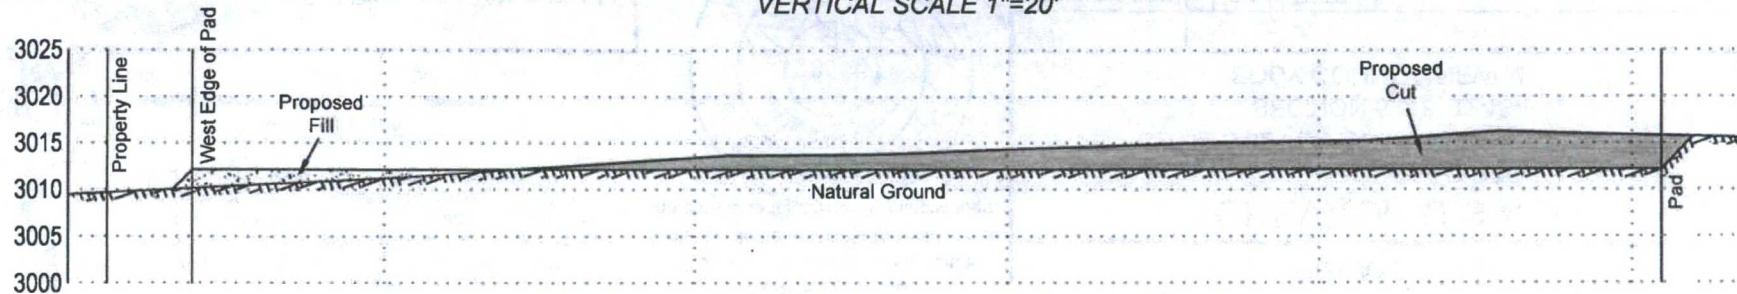 VERTICAL SCALE 1"=20'
3025
3020
3015
3010
3005
3000
Property Line
West Edge of Pad
Proposed
Fill
Natural Ground
Proposed
Cut
Pad